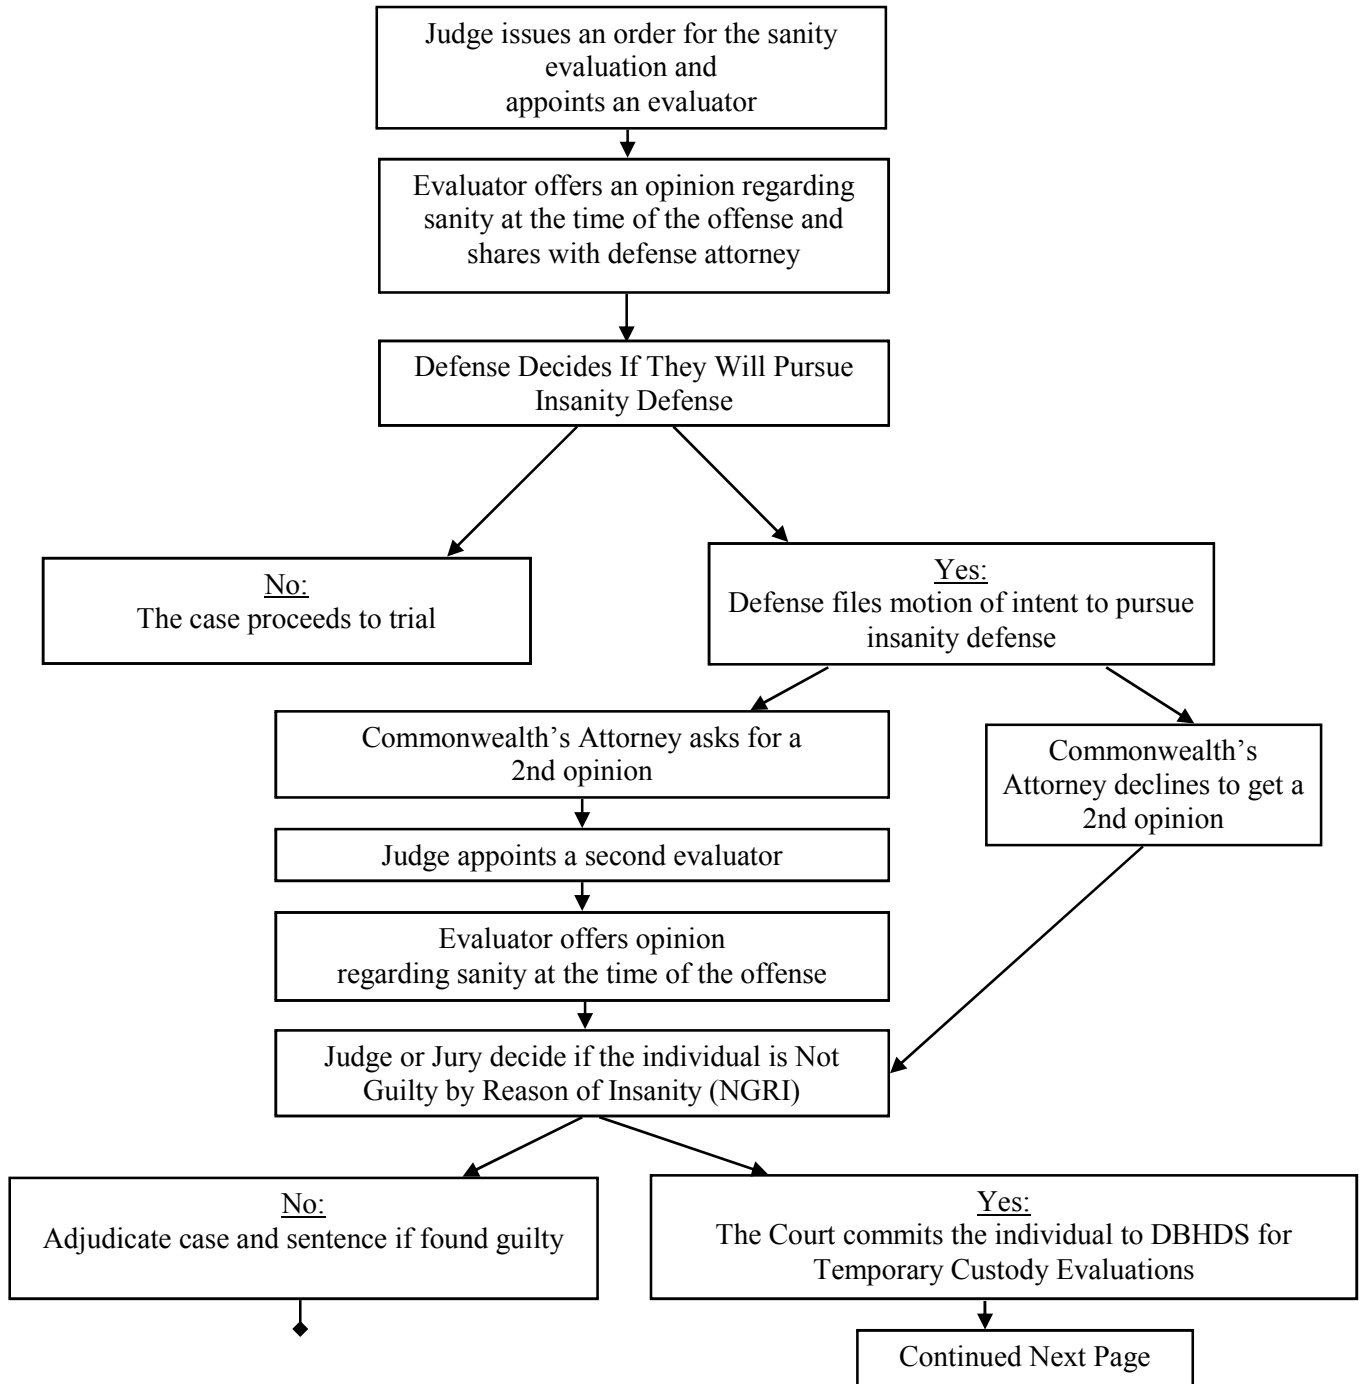 Judge issues an order for the sanity
evaluation and
appoints an evaluator
Evaluator offers an opinion regarding
sanity at the time of the offense and
shares with defense attorney
Defense Decides If They Will Pursue
Insanity Defense
No:
The case proceeds to trial
Yes:
Defense files motion of intent to pursue
insanity defense
Commonwealth’s Attorney asks for a
2nd opinion
Commonwealth’s
Attorney declines to get a
2nd opinion
Judge appoints a second evaluator
Evaluator offers opinion
regarding sanity at the time of the offense
Judge or Jury decide if the individual is Not
Guilty by Reason of Insanity (NGRI)
No:
Adjudicate case and sentence if found guilty
Yes:
The Court commits the individual to DBHDS for
Temporary Custody Evaluations
Continued Next Page